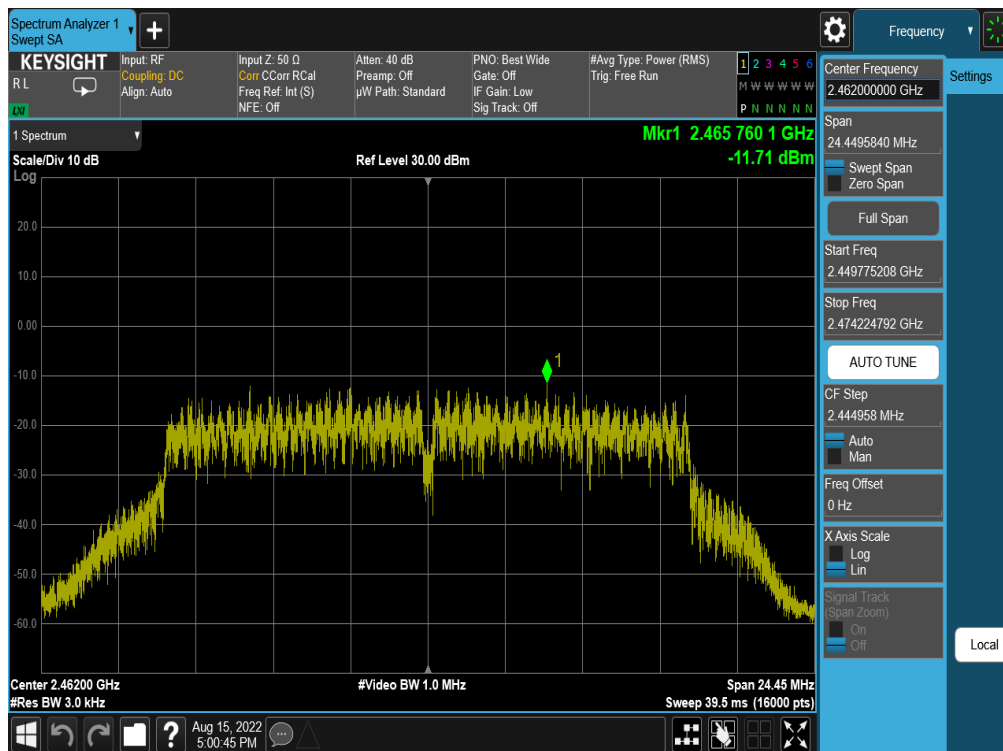 Spectrum Analyzer 1
Swept SA
Frequency
KEYSIGHT
R L
LXI
Input: RF
Coupling: DC
Align: Auto
Input Z: 50 Ω
Corr CCorr RCal
Freq Ref: Int (S)
NFE: Off
Atten: 40 dB
Preamp: Off
µW Path: Standard
PNO: Best Wide
Gate: Off
IF Gain: Low
Sig Track: Off
#Avg Type: Power (RMS)
Trig: Free Run
1 2 3 4 5 6
M W W W W W
P N N N N N
1 Spectrum
Scale/Div 10 dB
Log
Ref Level 30.00 dBm
Mkr1 2.465 760 1 GHz
-11.71 dBm
20.0
10.0
0.00
-10.0
-20.0
-30.0
-40.0
-50.0
-60.0
1
Center 2.46200 GHz
#Res BW 3.0 kHz
#Video BW 1.0 MHz
Span 24.45 MHz
Sweep 39.5 ms (16000 pts)
Center Frequency
2.462000000 GHz
Settings
Span
24.4495840 MHz
Swept Span
Zero Span
Full Span
Start Freq
2.449775208 GHz
Stop Freq
2.474224792 GHz
AUTO TUNE
CF Step
2.444958 MHz
Auto
Man
Freq Offset
0 Hz
X Axis Scale
Log
Lin
Signal Track
(Span Zoom)
On
Off
Local
?
Aug 15, 2022
5:00:45 PM